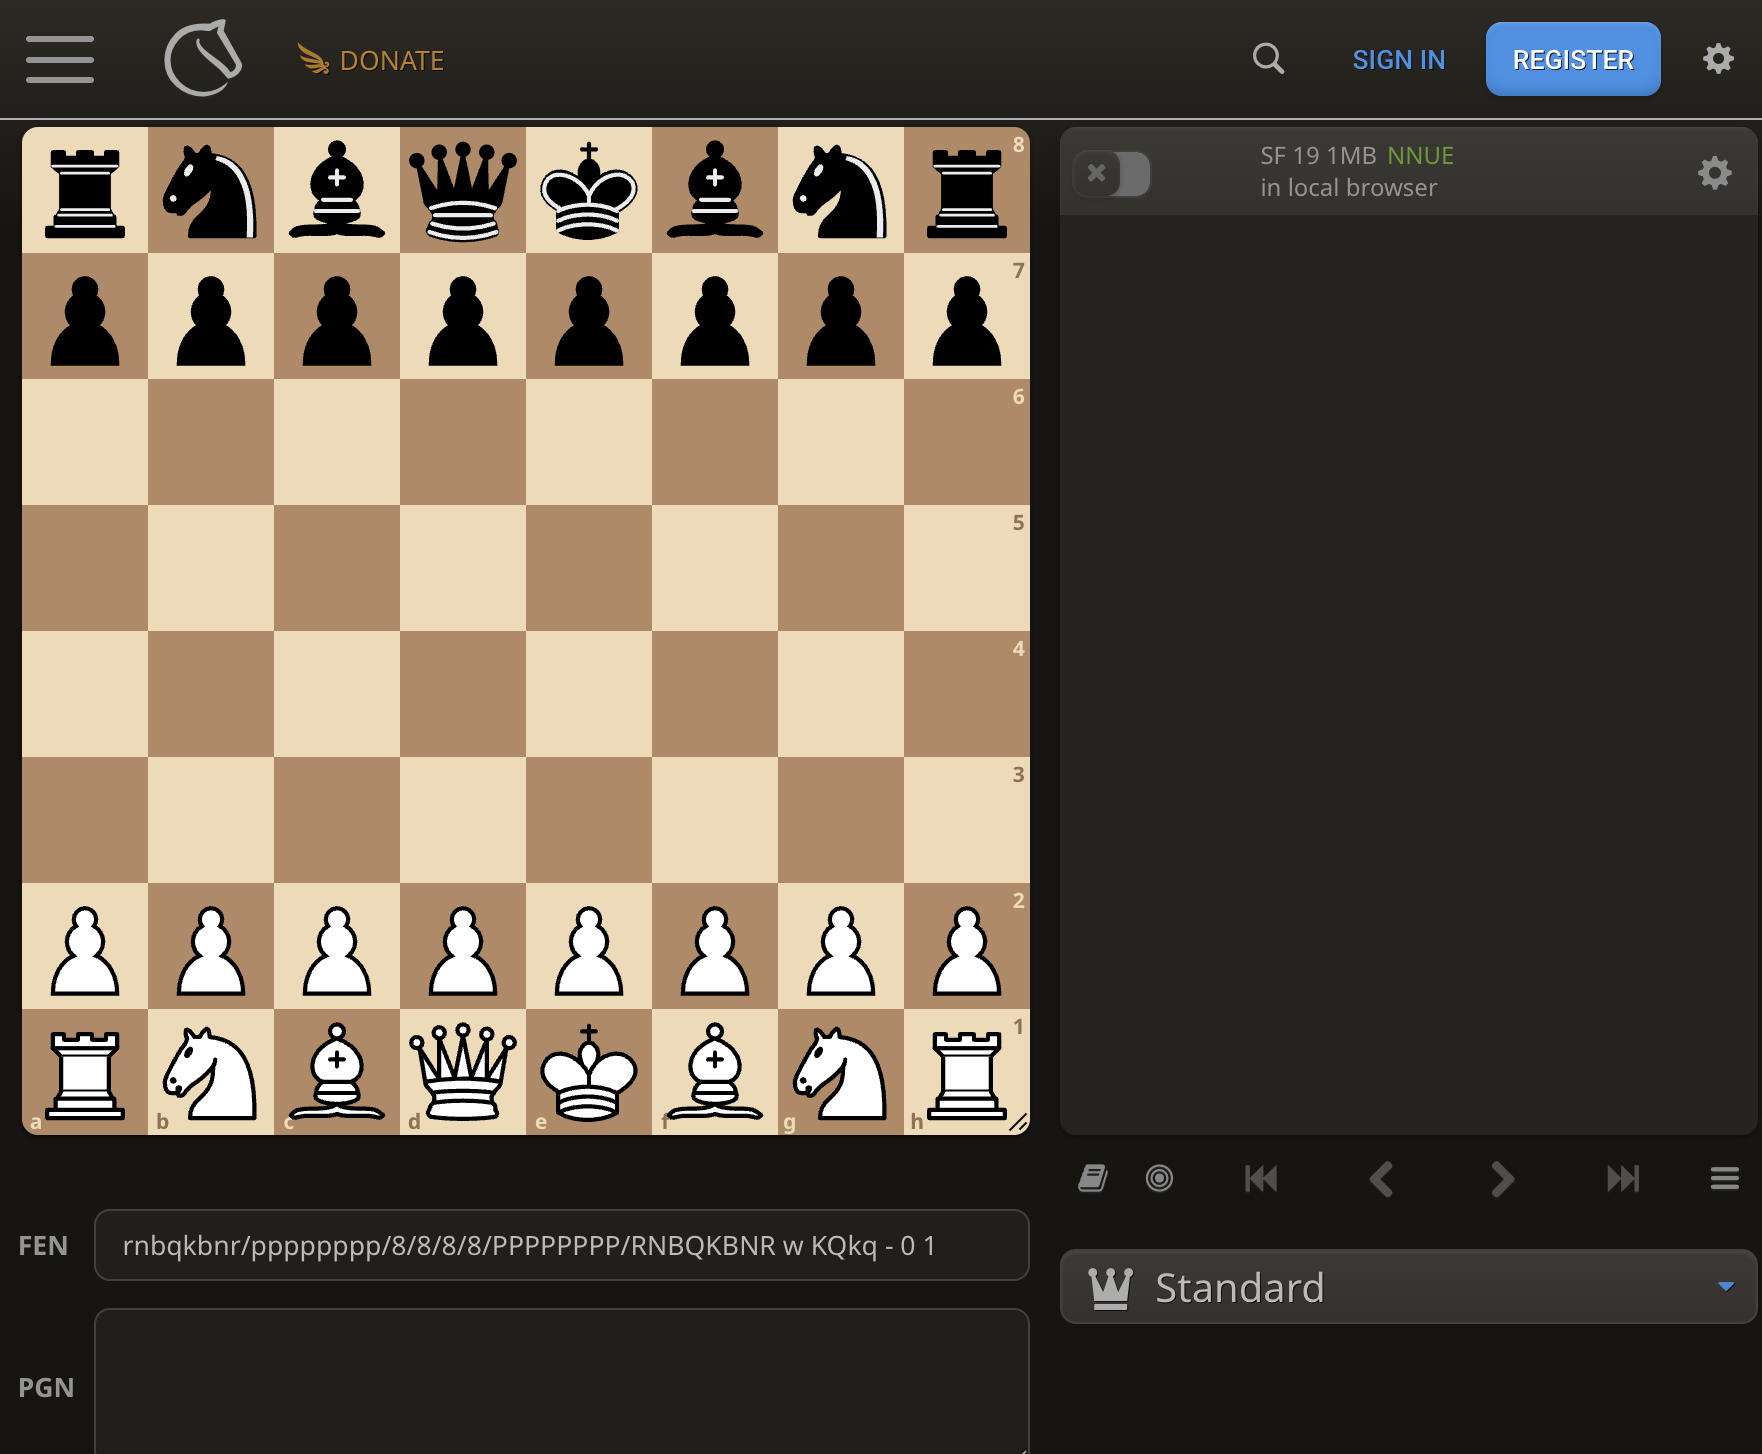 DONATE
SIGN IN
REGISTER
8
7
6
5
4
3
2
1
a b c d e f g h
SF 19 1MB NNUE
in local browser
FEN
rnbqkbnr/pppppppp/8/8/8/8/PPPPPPPP/RNBQKBNR w KQkq - 0 1
PGN
Standard